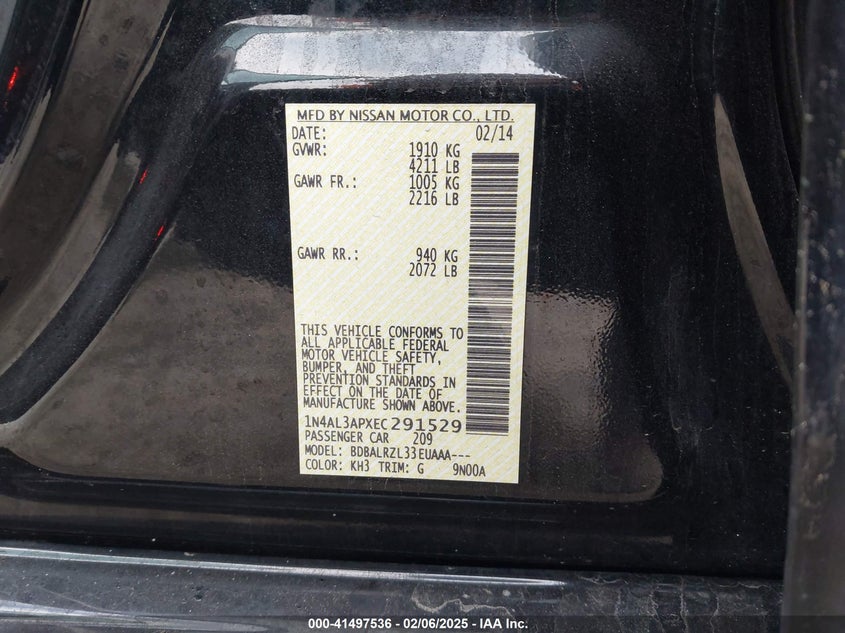 MFD BY NISSAN MOTOR CO., LTD.
DATE: 02/14
GVWR: 1910 KG
4211 LB
GAWR FR.: 1005 KG
2216 LB
GAWR RR.: 940 KG
2072 LB
THIS VEHICLE CONFORMS TO
ALL APPLICABLE FEDERAL
MOTOR VEHICLE SAFETY,
BUMPER, AND THEFT
PREVENTION STANDARDS IN
EFFECT ON THE DATE OF
MANUFACTURE SHOWN ABOVE.
1N4AL3APXEC291529
PASSENGER CAR 209
MODEL: BDBALRZL33EUAAA---
COLOR: KH3 TRIM: G 9N00A
000-41497536 - 02/06/2025 - IAA Inc.